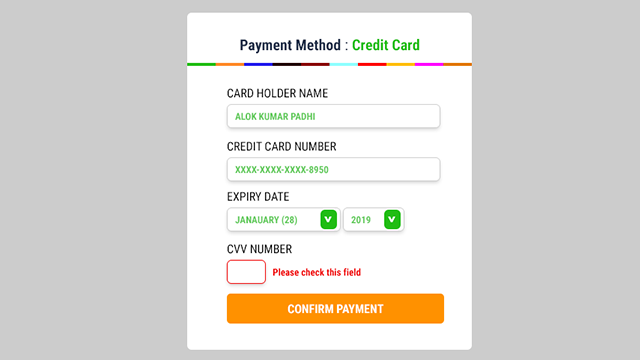 Payment Method : Credit Card
CARD HOLDER NAME
ALOK KUMAR PADHI
CREDIT CARD NUMBER
XXXX-XXXX-XXXX-8950
EXPIRY DATE
JANAUARY (28) V 2019 V
CVV NUMBER
Please check this field
CONFIRM PAYMENT